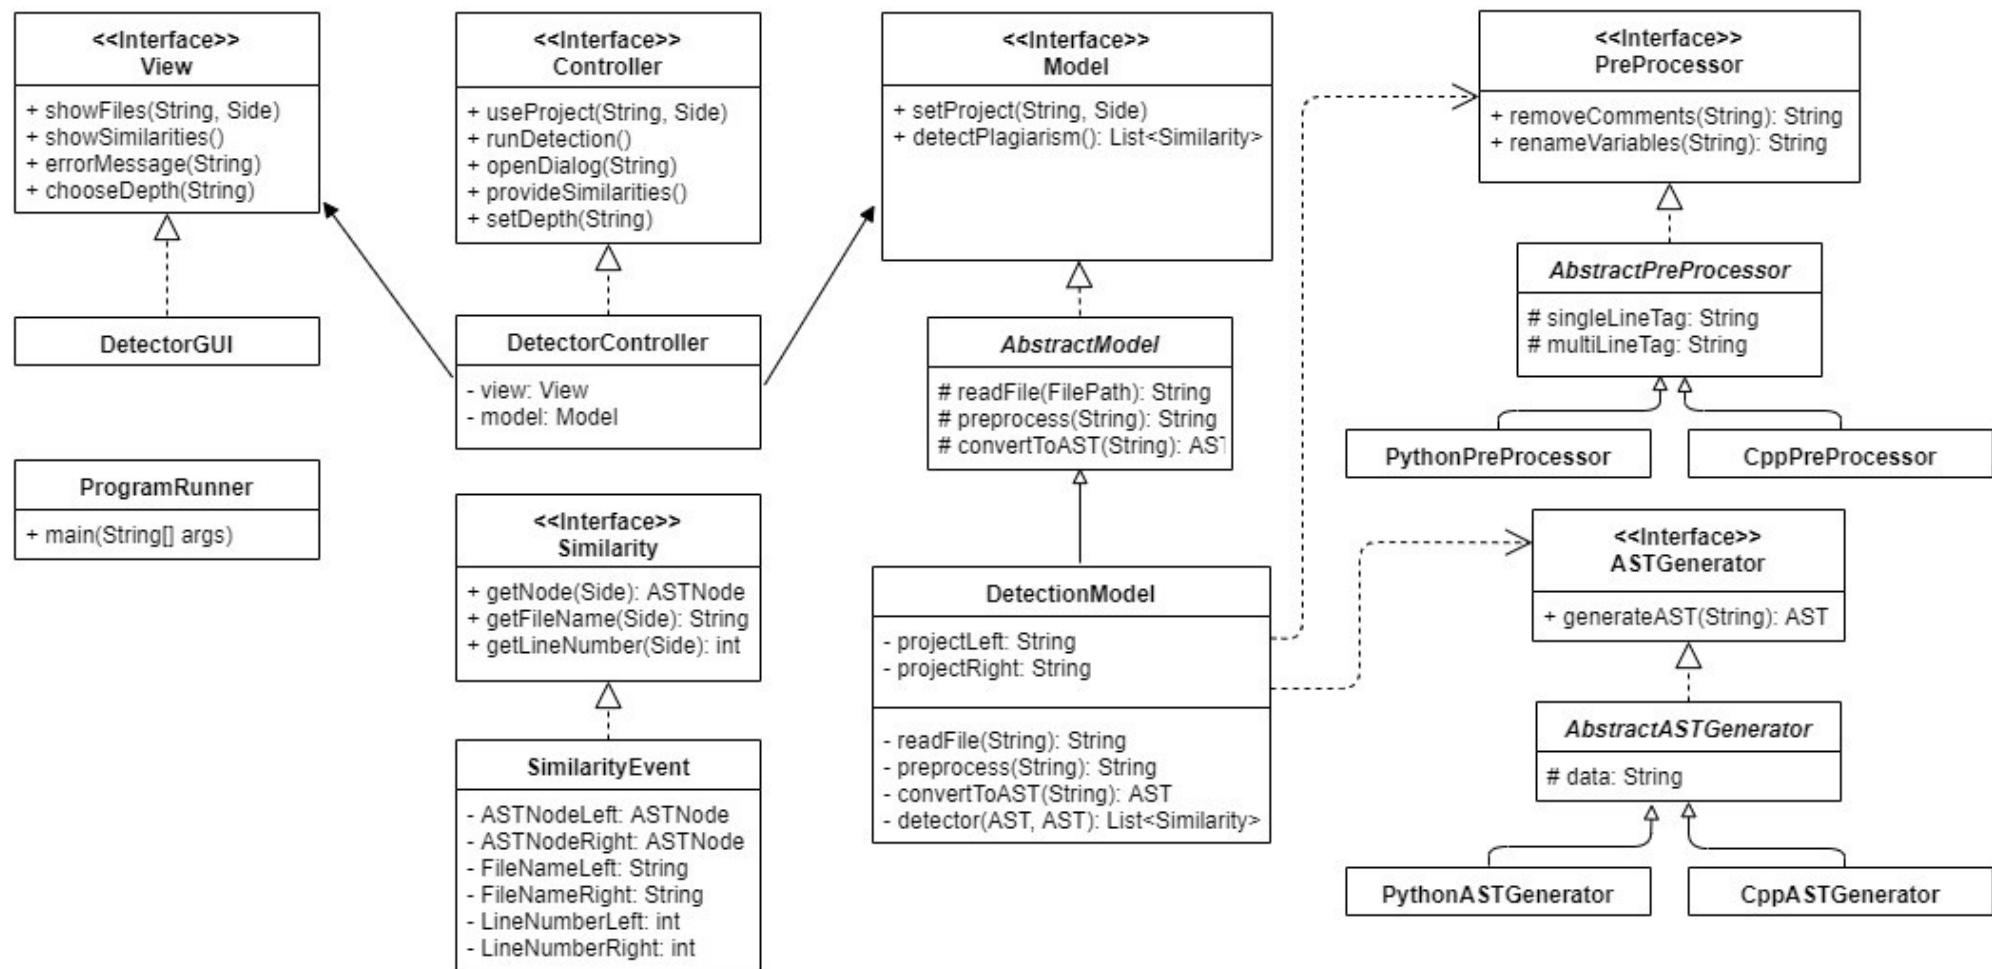 <<Interface>>
View
+ showFiles(String, Side)
+ showSimilarities()
+ errorMessage(String)
+ chooseDepth(String)
DetectorGUI
ProgramRunner
+ main(String[] args)
<<Interface>>
Controller
+ useProject(String, Side)
+ runDetection()
+ openDialog(String)
+ provideSimilarities()
+ setDepth(String)
DetectorController
- view: View
- model: Model
<<Interface>>
Similarity
+ getNode(Side): ASTNode
+ getFileName(Side): String
+ getLineNumber(Side): int
SimilarityEvent
- ASTNodeLeft: ASTNode
- ASTNodeRight: ASTNode
- FileNameLeft: String
- FileNameRight: String
- LineNumberLeft: int
- LineNumberRight: int
<<Interface>>
Model
+ setProject(String, Side)
+ detectPlagiarism(): List<Similarity>
AbstractModel
# readFile(FilePath): String
# preprocess(String): String
# convertToAST(String): AST
DetectionModel
- projectLeft: String
- projectRight: String
- readFile(String): String
- preprocess(String): String
- convertToAST(String): AST
- detector(AST, AST): List<Similarity>
<<Interface>>
PreProcessor
+ removeComments(String): String
+ renameVariables(String): String
AbstractPreProcessor
# singleLineTag: String
# multiLineTag: String
PythonPreProcessor
CppPreProcessor
<<Interface>>
ASTGenerator
+ generateAST(String): AST
AbstractASTGenerator
# data: String
PythonASTGenerator
CppASTGenerator